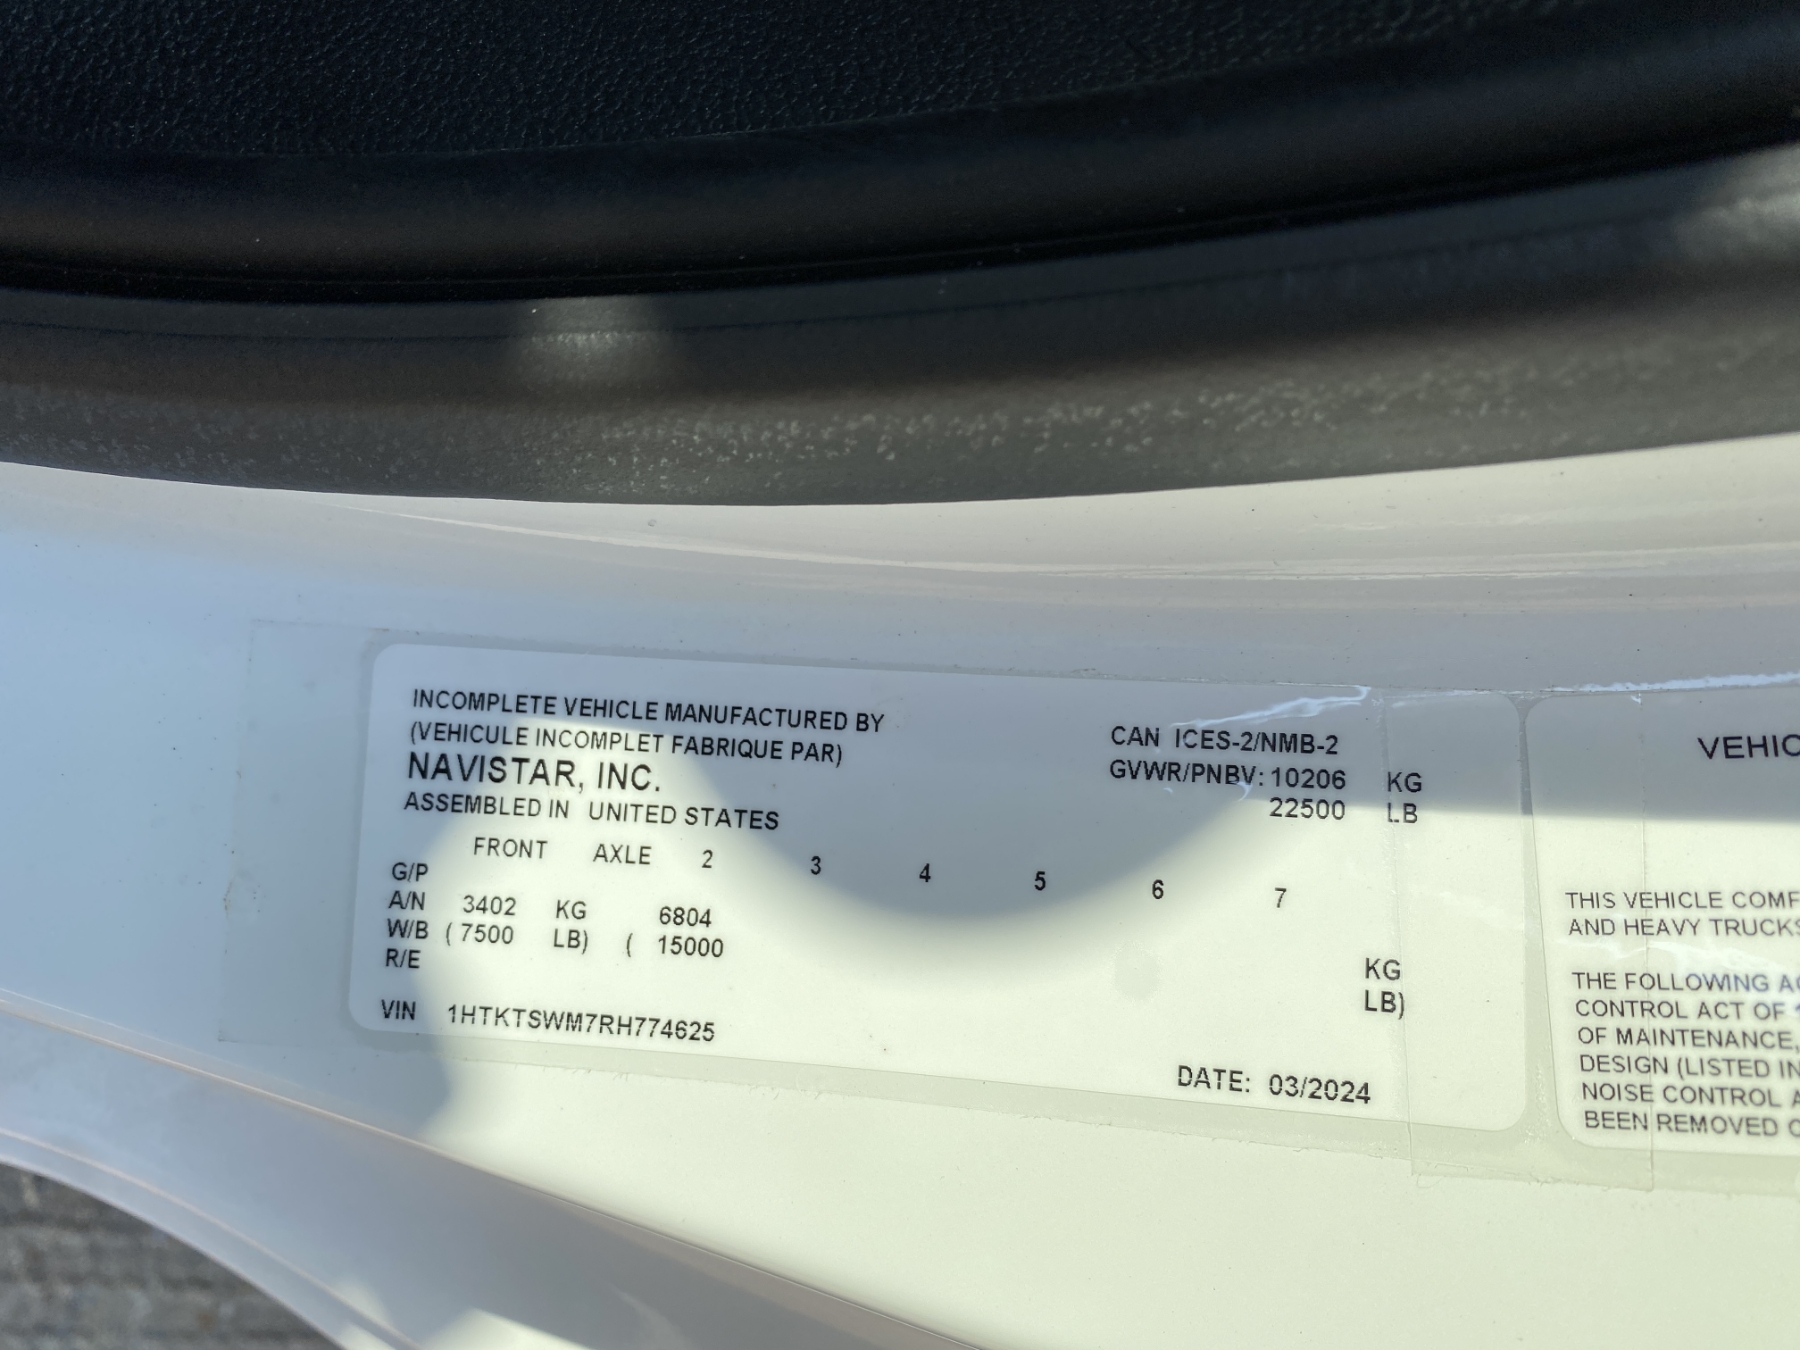 INCOMPLETE VEHICLE MANUFACTURED BY
(VEHICULE INCOMPLET FABRIQUE PAR)
NAVISTAR, INC.
ASSEMBLED IN UNITED STATES
CAN ICES-2/NMB-2
GVWR/PNBV: 10206 KG
22500 LB
FRONT AXLE 2 3 4 5 6 7
G/P
A/N 3402 KG 6804 KG
W/B ( 7500 LB) ( 15000 LB)
R/E
VIN 1HTKTSWM7RH774625
DATE: 03/2024
VEHIC
THIS VEHICLE COMF
AND HEAVY TRUCKS
THE FOLLOWING AC
CONTROL ACT OF 1
OF MAINTENANCE,
DESIGN (LISTED IN
NOISE CONTROL A
BEEN REMOVED O